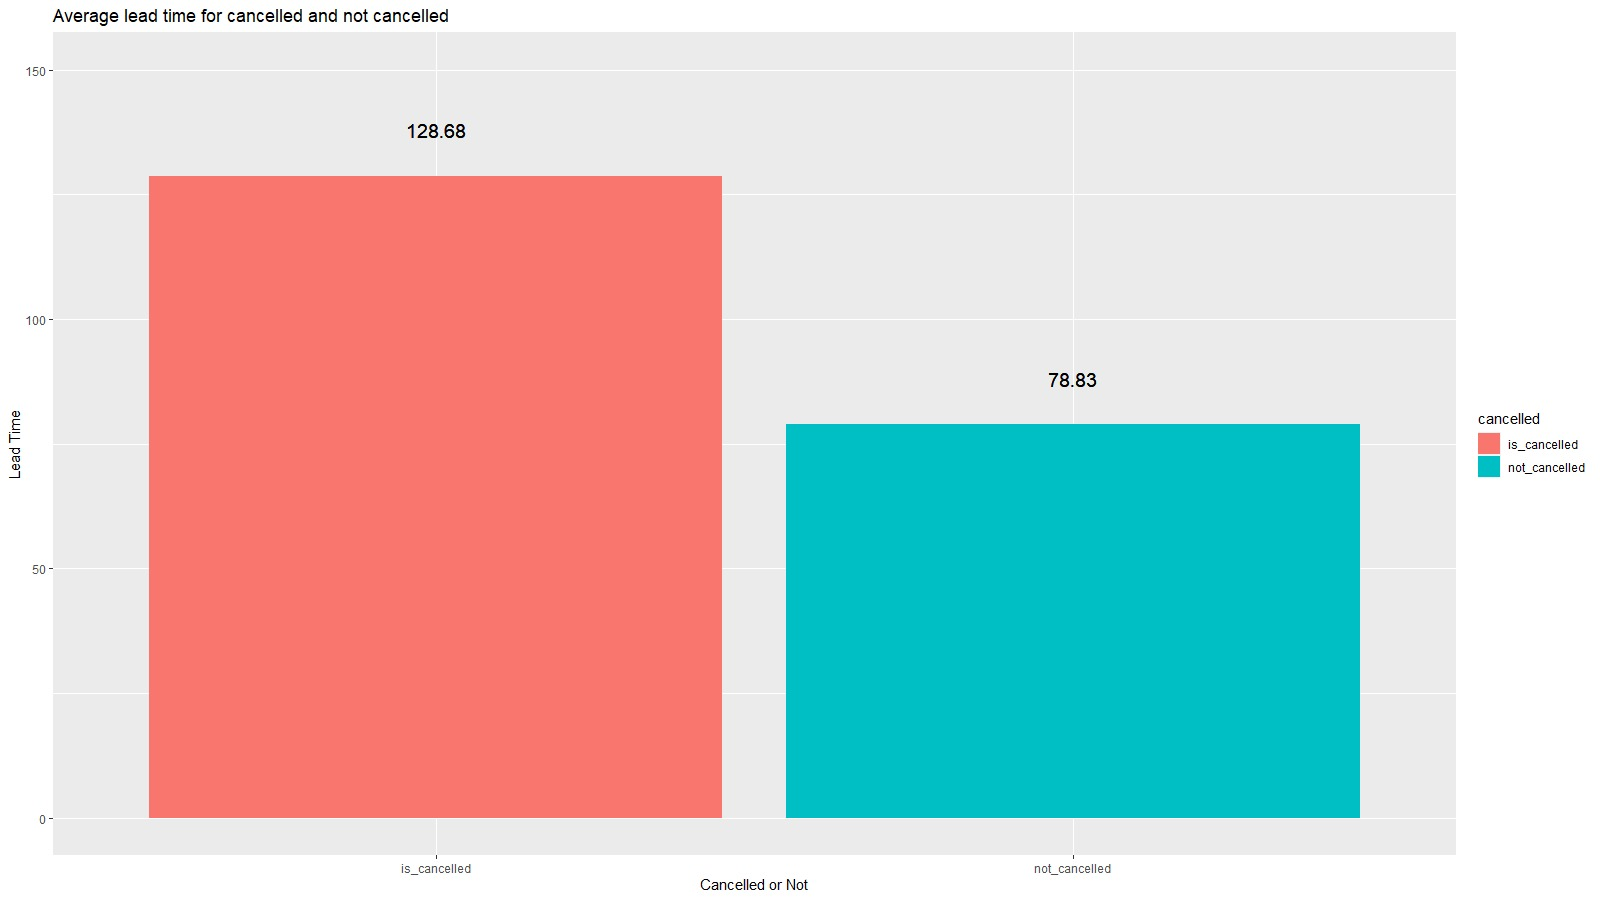 Average lead time for cancelled and not cancelled
150
128.68
100
78.83
50
0
Lead Time
is_cancelled
not_cancelled
Cancelled or Not
cancelled
is_cancelled
not_cancelled